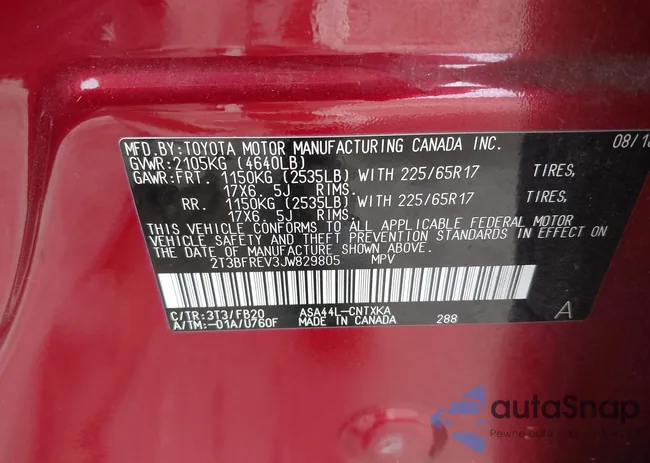 MFD.BY:TOYOTA MOTOR MANUFACTURING CANADA INC. 08/18
GVWR:2105KG (4640LB)
GAWR:FRT. 1150KG (2535LB) WITH 225/65R17 TIRES,
17X6. 5J RIMS.
RR. 1150KG (2535LB) WITH 225/65R17 TIRES,
17X6. 5J RIMS.
THIS VEHICLE CONFORMS TO ALL APPLICABLE FEDERAL MOTOR
VEHICLE SAFETY AND THEFT PREVENTION STANDARDS IN EFFECT ON
THE DATE OF MANUFACTURE SHOWN ABOVE.
2T3BFREV3JW829805 MPV
C/TR:3T3/FB20 ASA44L-CNTXKA A
A/TM:-01A/U760F MADE IN CANADA 288
autaSnap
Pewne auta